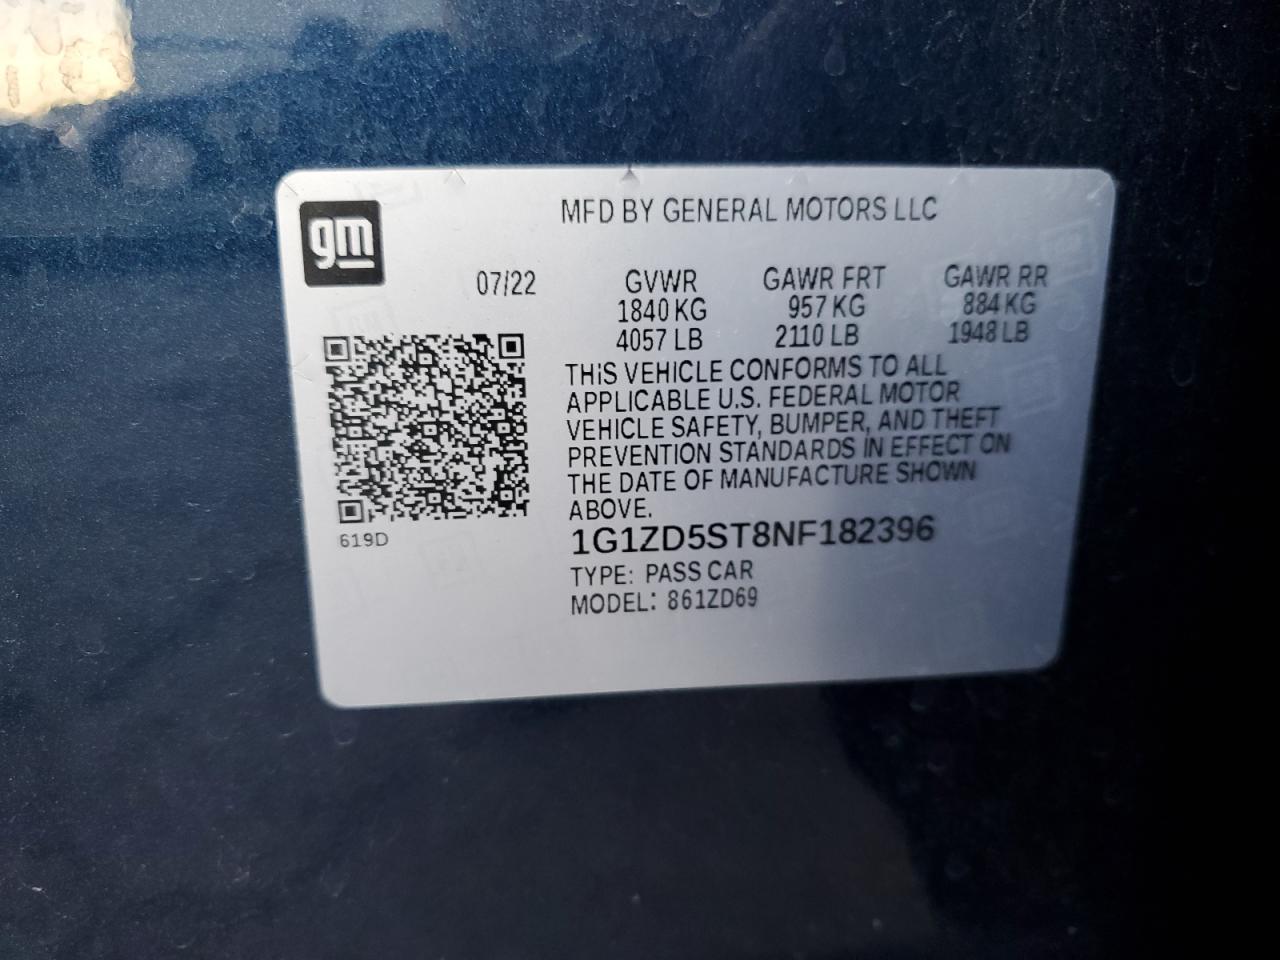 gm
MFD BY GENERAL MOTORS LLC
07/22 GVWR GAWR FRT GAWR RR
1840 KG 957 KG 884 KG
4057 LB 2110 LB 1948 LB
THIS VEHICLE CONFORMS TO ALL
APPLICABLE U.S. FEDERAL MOTOR
VEHICLE SAFETY, BUMPER, AND THEFT
PREVENTION STANDARDS IN EFFECT ON
THE DATE OF MANUFACTURE SHOWN
ABOVE.
619D
1G1ZD5ST8NF182396
TYPE: PASS CAR
MODEL: 861ZD69